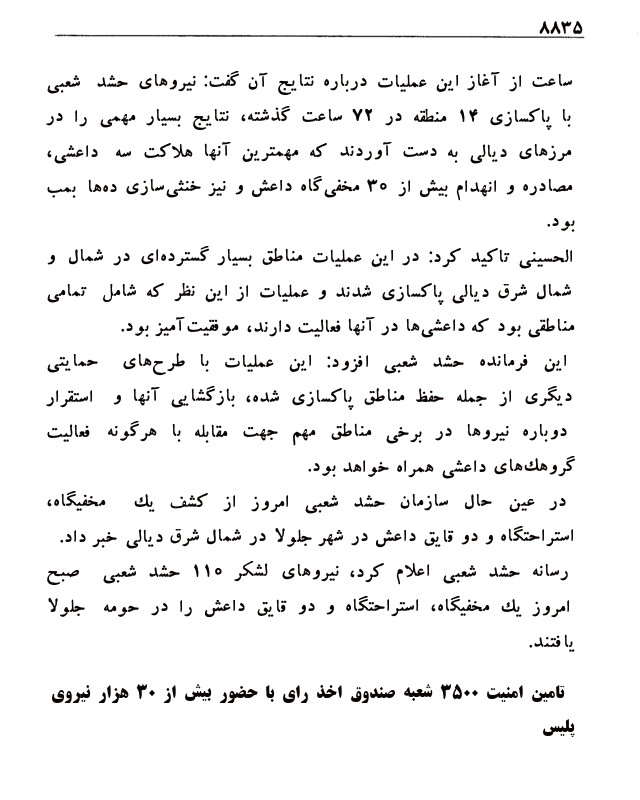 ۸۸۳۵
ساعت از آغاز این عملیات درباره نتایج آن گفت: نیروهای حشد شعبی
با پاکسازی ۱۴ منطقه در ۷۲ ساعت گذشته، نتایج بسیار مهمی را در
مرزهای دیالی به دست آوردند که مهمترین آنها هلاکت سه داعشی،
مصادره و انهدام بیش از ۳۰ مخفی‌گاه داعش و نیز خنثی‌سازی ده‌ها بمب
بود.
الحسینی تاکید کرد: در این عملیات مناطق بسیار گسترده‌ای در شمال و
شمال شرق دیالی پاکسازی شدند و عملیات از این نظر که شامل تمامی
مناطقی بود که داعشی‌ها در آنها فعالیت دارند، موفقیت‌آمیز بود.
این فرمانده حشد شعبی افزود: این عملیات با طرح‌های حمایتی
دیگری از جمله حفظ مناطق پاکسازی شده، بازگشایی آنها و استقرار
دوباره نیروها در برخی مناطق مهم جهت مقابله با هرگونه فعالیت
گروهك‌های داعشی همراه خواهد بود.
در عین حال سازمان حشد شعبی امروز از کشف يك مخفیگاه،
استراحتگاه و دو قایق داعش در شهر جلولا در شمال شرق دیالی خبر داد.
رسانه حشد شعبی اعلام کرد، نیروهای لشکر ۱۱۰ حشد شعبی صبح
امروز يك مخفیگاه، استراحتگاه و دو قایق داعش را در حومه جلولا
یافتند.
تامین امنیت ۳۵۰۰ شعبه صندوق اخذ رای با حضور بیش از ۳۰ هزار نیروی
پلیس